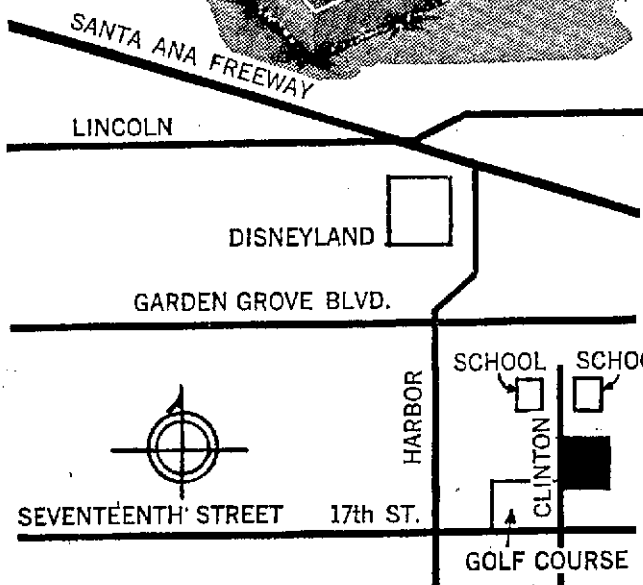 SANTA ANA FREEWAY
LINCOLN
DISNEYLAND
GARDEN GROVE BLVD.
SCHOOL
HARBOR
CLINTON
SEVENTEENTH STREET
17th ST.
GOLF COURSE